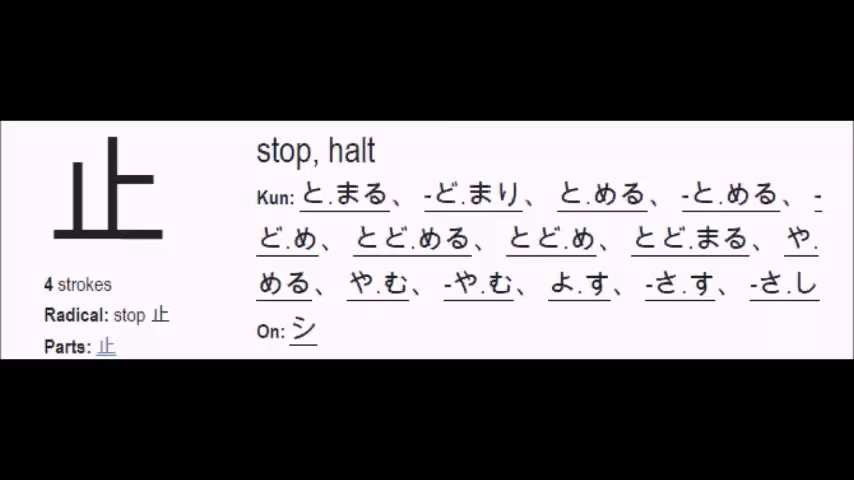 止
4 strokes
Radical: stop 止
Parts: 止
stop, halt
Kun: と.まる、 -ど.まり、 と.める、 -と.める、 -
ど.め、 とど.める、 とど.め、 とど.まる、 や.
める、 や.む、 -や.む、 よ.す、 -さ.す、 -さ.し
On: シ